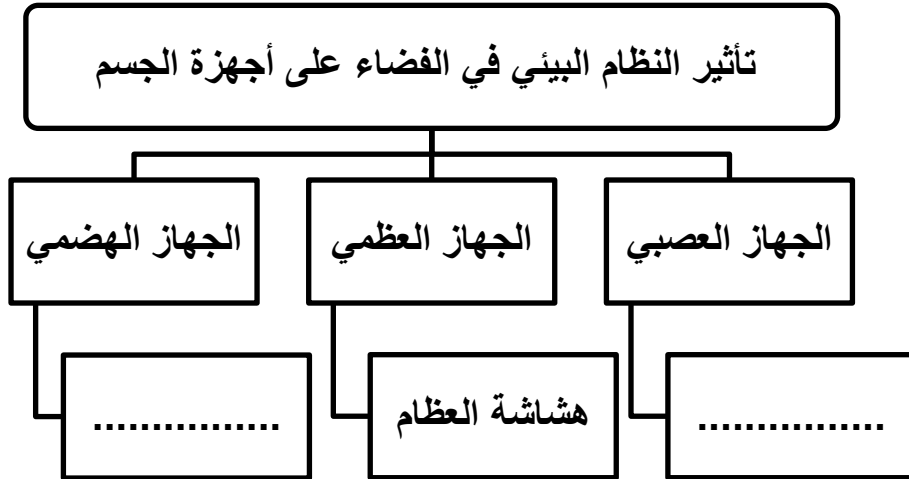 تأثير النظام البيئي في الفضاء على أجهزة الجسم
الجهاز العصبي
الجهاز العظمي
الجهاز الهضمي
................
هشاشة العظام
................